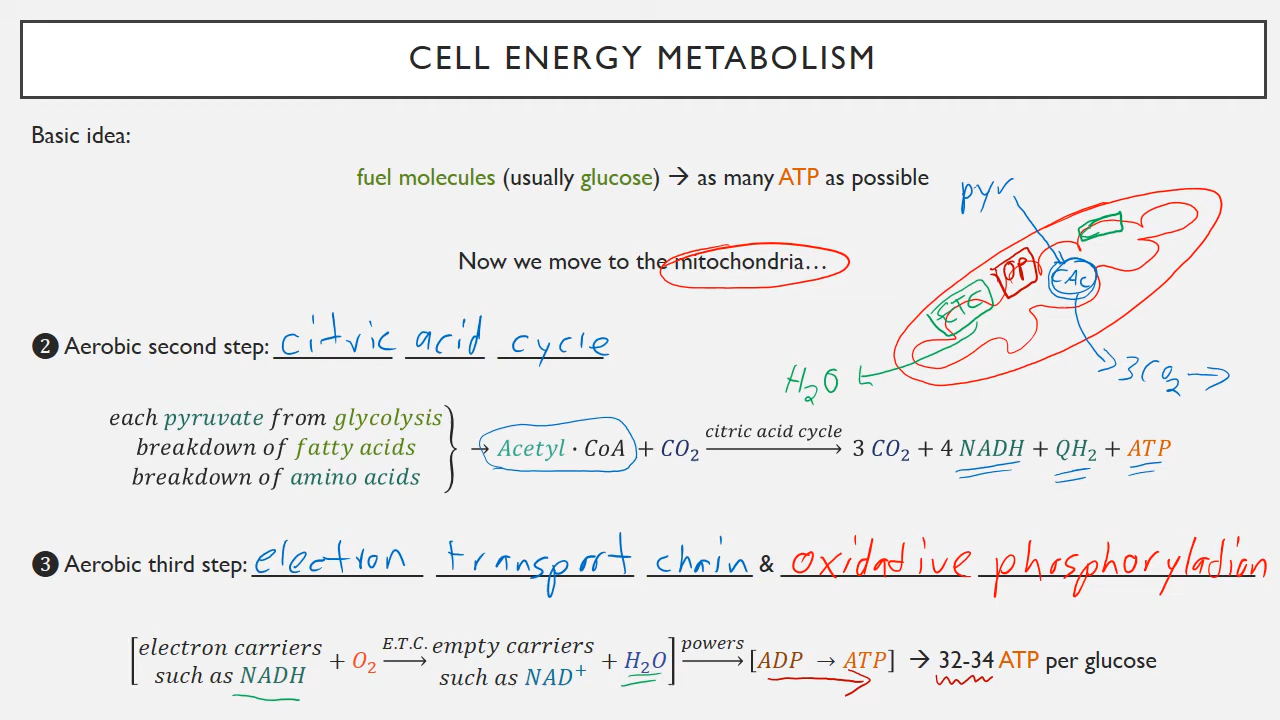 CELL ENERGY METABOLISM
Basic idea:
fuel molecules (usually glucose) → as many ATP as possible
pyr
Now we move to the mitochondria…
OP
CAC
ETC
❷ Aerobic second step: citric acid cycle
H₂O
3CO₂ →
each pyruvate from glycolysis
breakdown of fatty acids
breakdown of amino acids
→ Acetyl · CoA + CO₂ citric acid cycle → 3 CO₂ + 4 NADH + QH₂ + ATP
❸ Aerobic third step: electron transport chain & oxidative phosphoryladian
[electron carriers such as NADH + O₂ E.T.C. → empty carriers such as NAD⁺ + H₂O] powers → [ADP → ATP] → 32-34 ATP per glucose